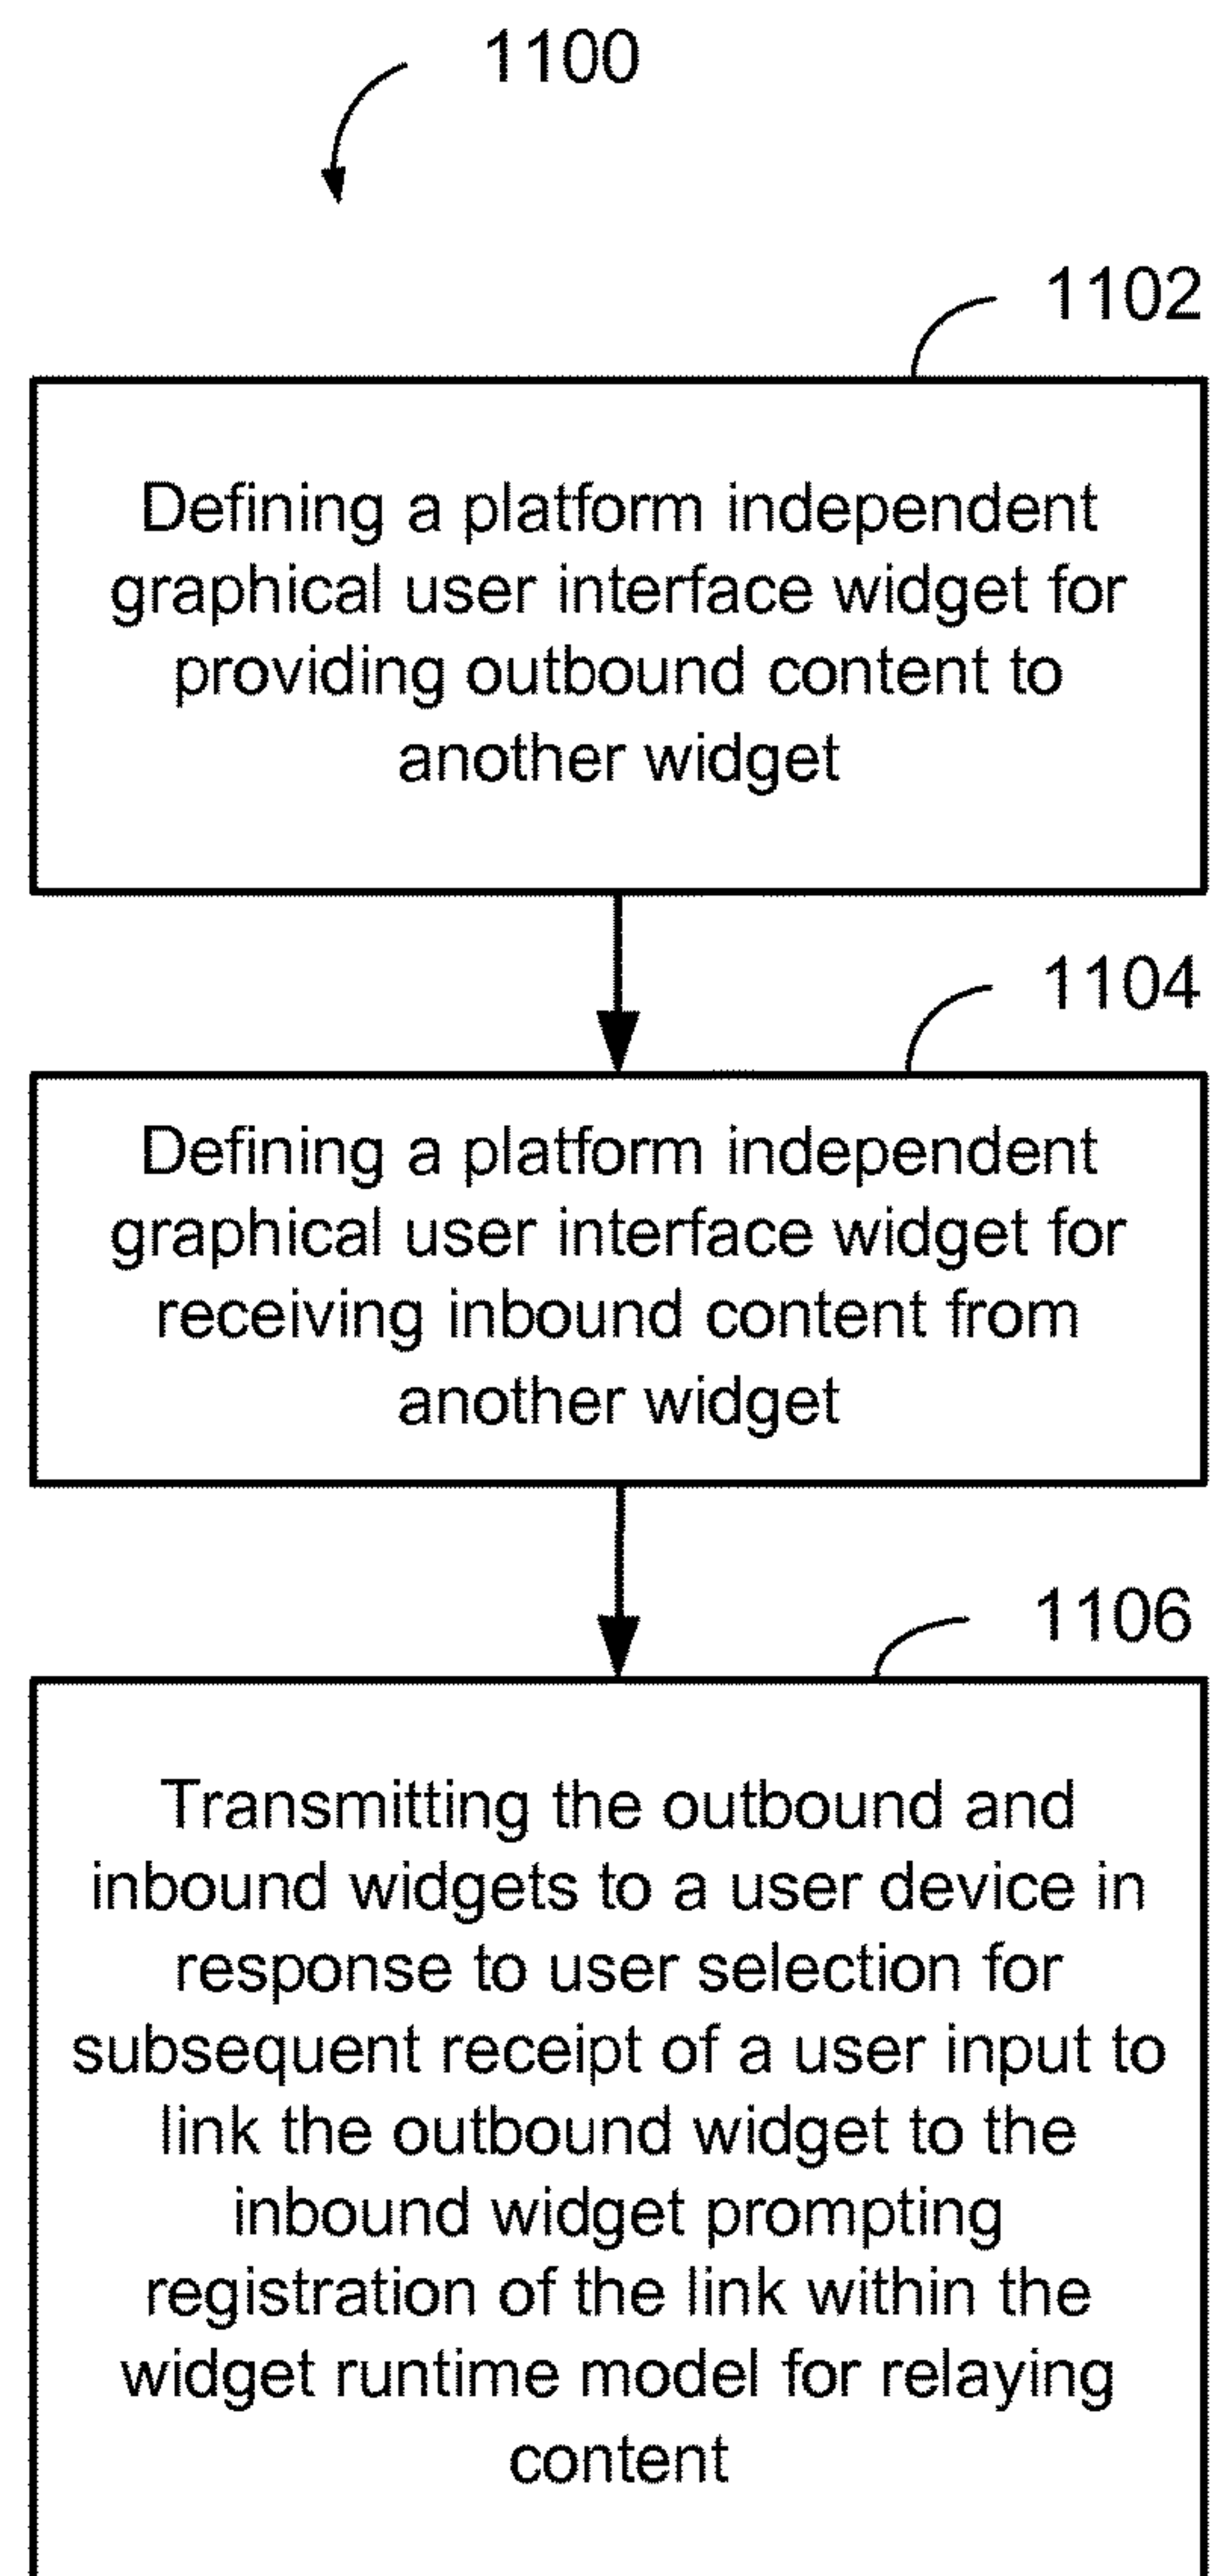 1100
1102
Defining a platform independent
graphical user interface widget for
providing outbound content to
another widget
1104
Defining a platform independent
graphical user interface widget for
receiving inbound content from
another widget
1106
Transmitting the outbound and
inbound widgets to a user device in
response to user selection for
subsequent receipt of a user input to
link the outbound widget to the
inbound widget prompting
registration of the link within the
widget runtime model for relaying
content